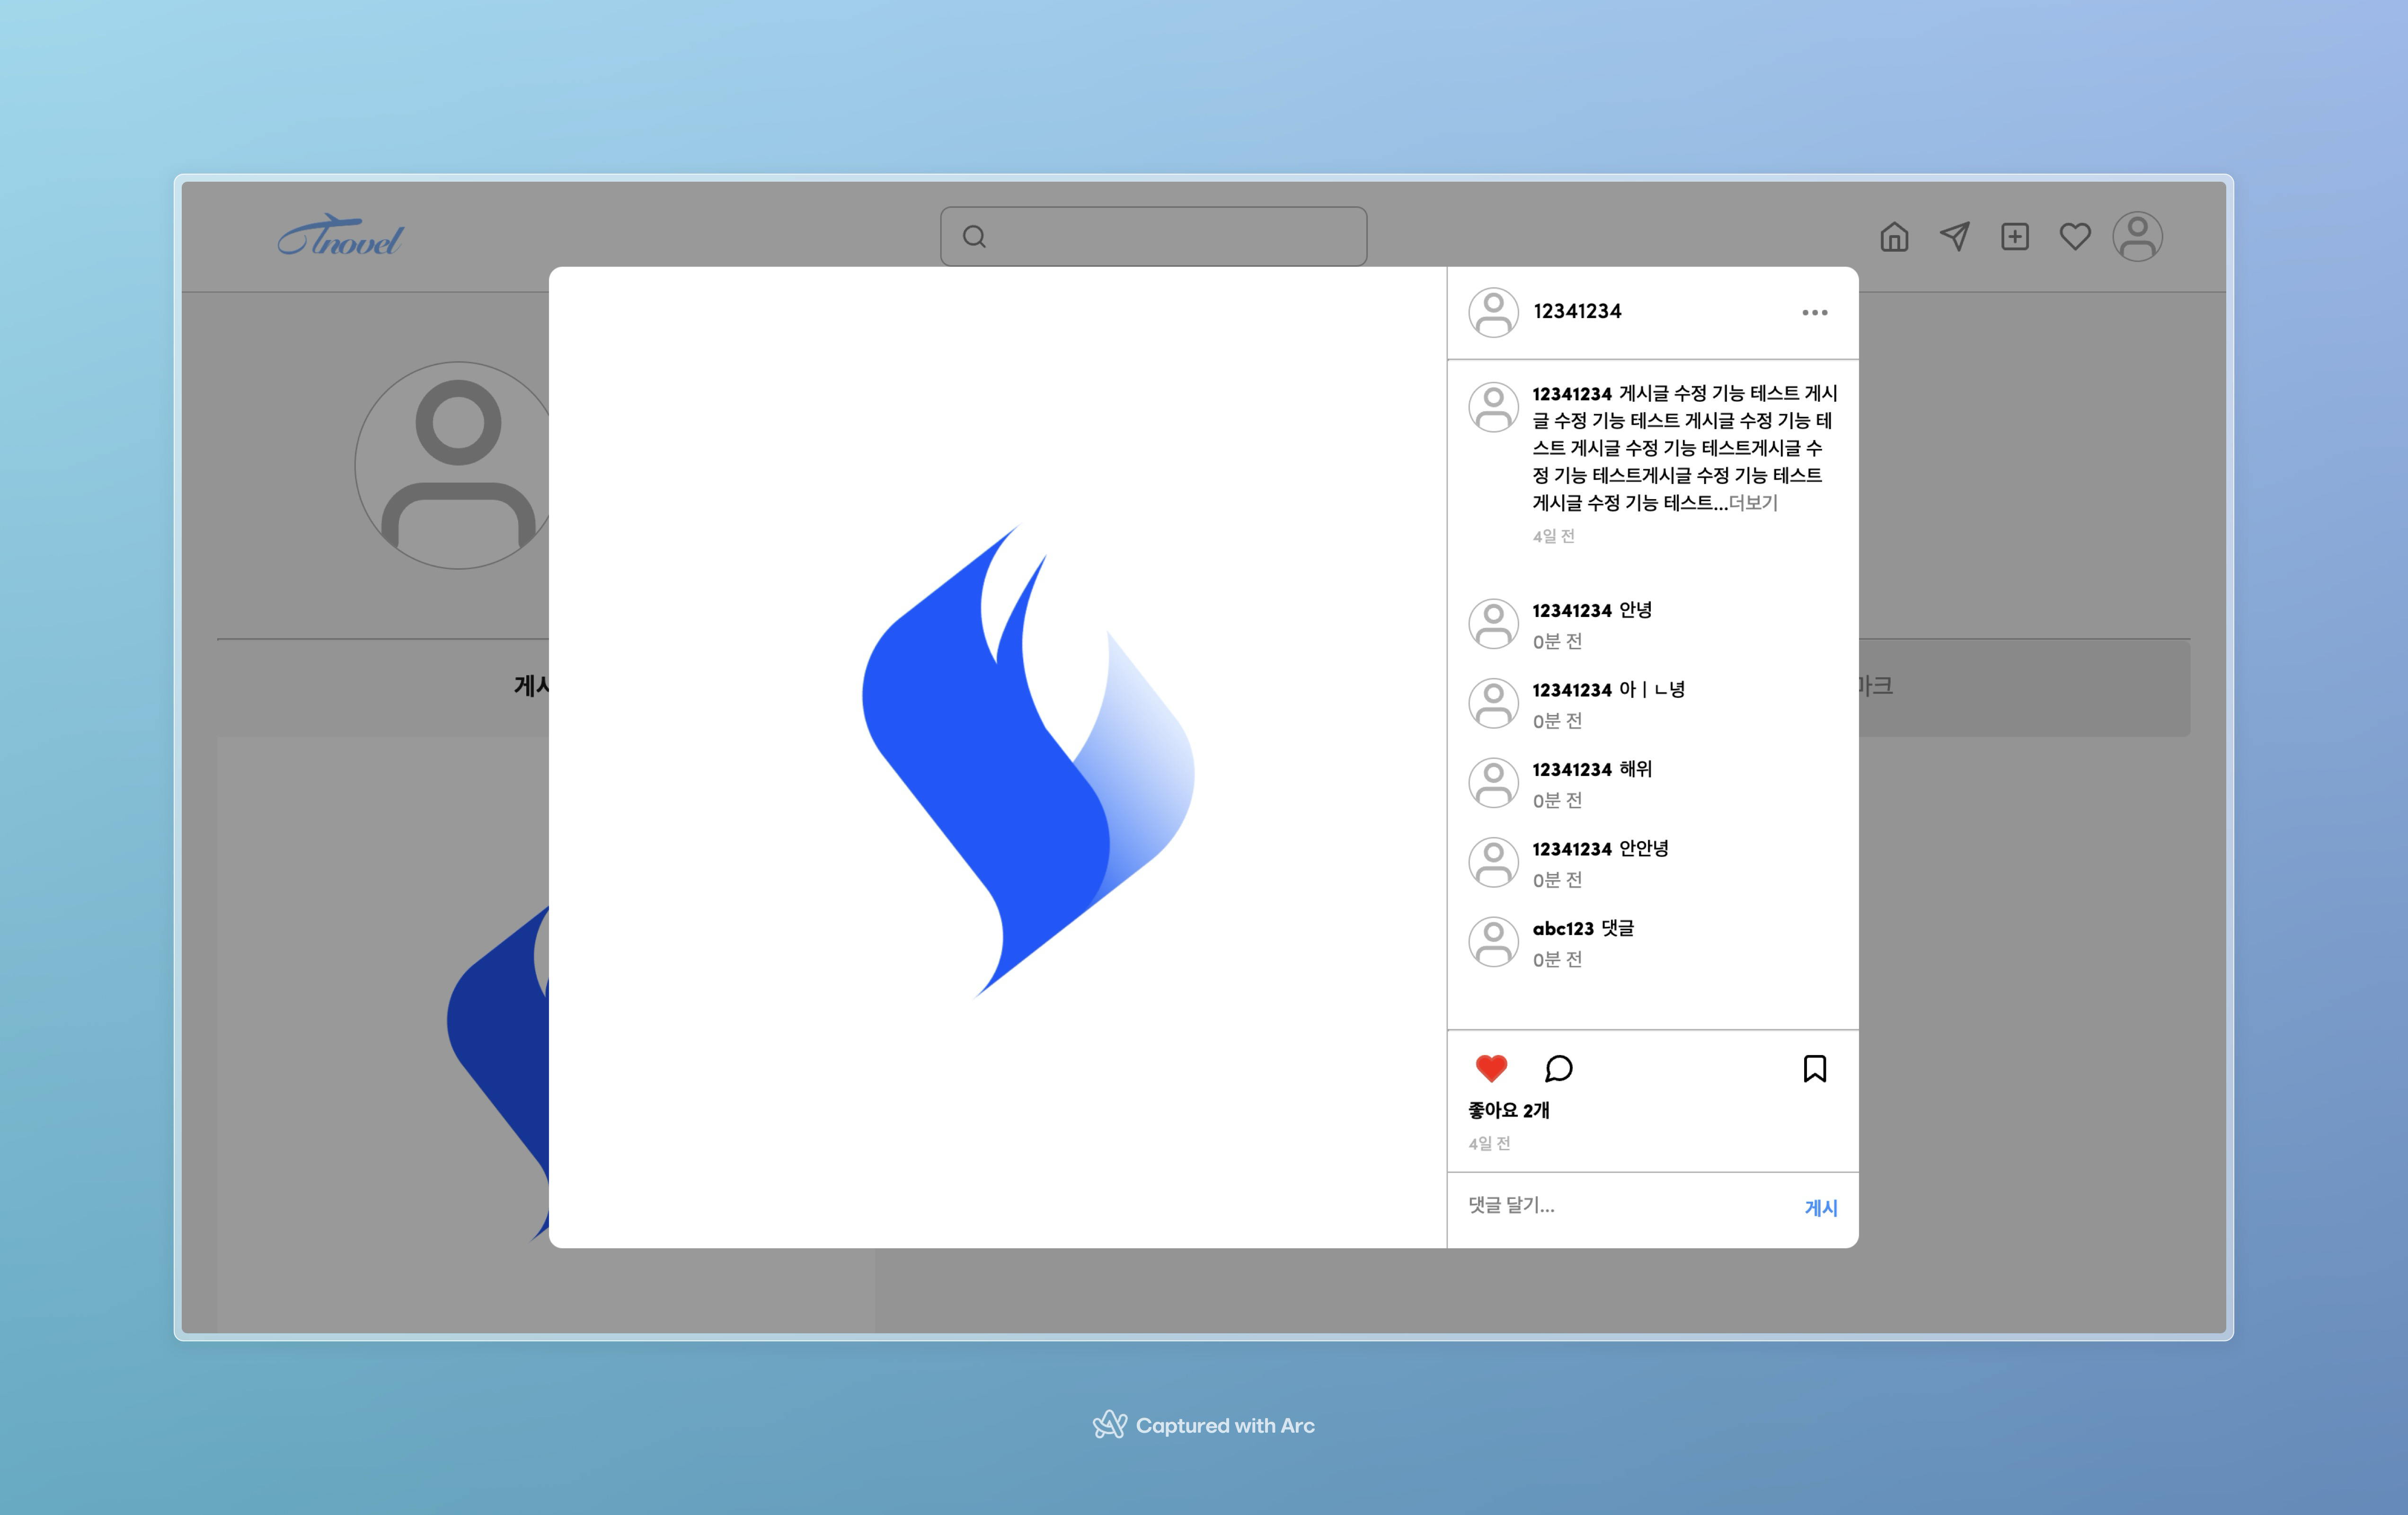 Tnovel
12341234
12341234 게시글 수정 기능 테스트 게시
글 수정 기능 테스트 게시글 수정 기능 테
스트 게시글 수정 기능 테스트게시글 수
정 기능 테스트게시글 수정 기능 테스트
게시글 수정 기능 테스트...더보기
4일 전
12341234 안녕
0분 전
12341234 아ㅣㄴ녕
0분 전
12341234 해위
0분 전
12341234 안안녕
0분 전
abc123 댓글
0분 전
좋아요 2개
4일 전
댓글 달기...
게시
게시
마크
Captured with Arc